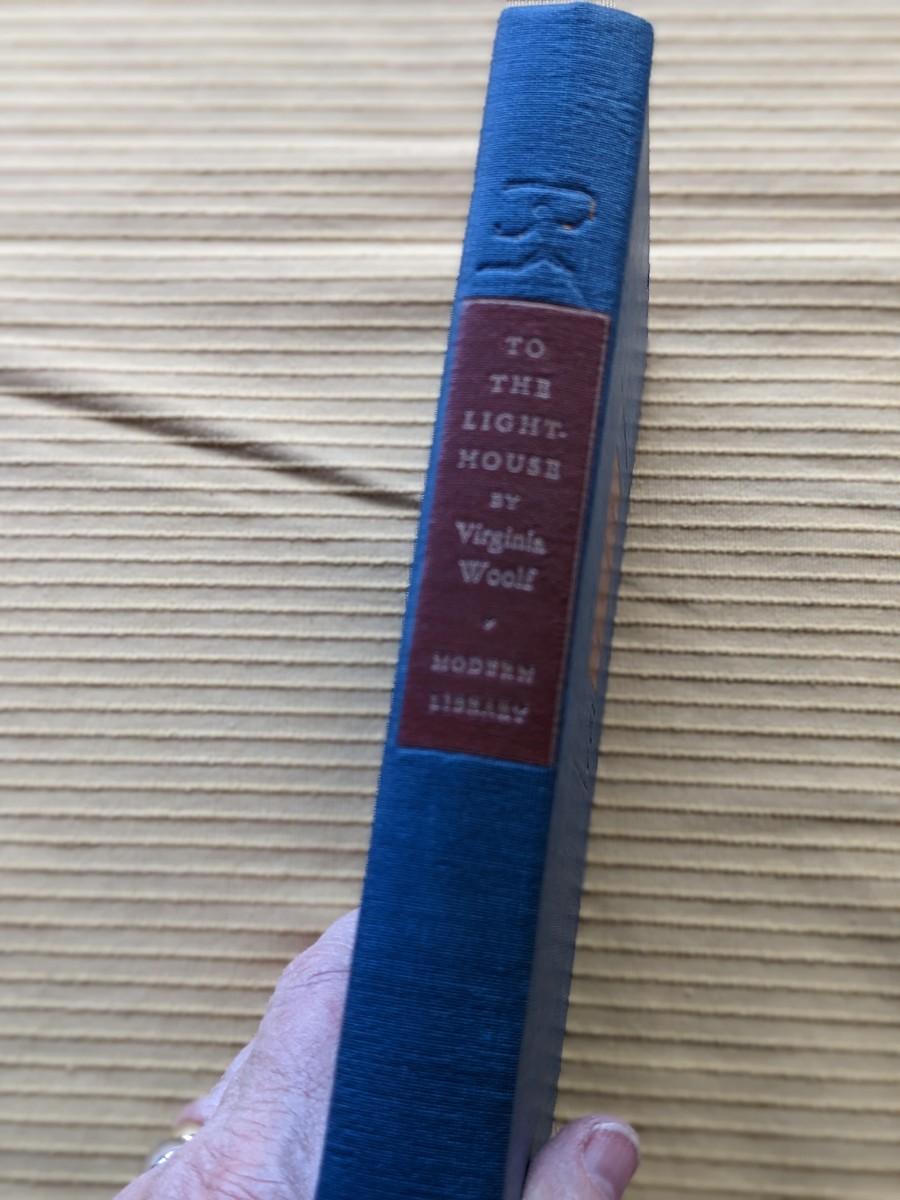 TO
THE
LIGHT-
HOUSE
BY
Virginia
Woolf
MODERN
LIBRARY